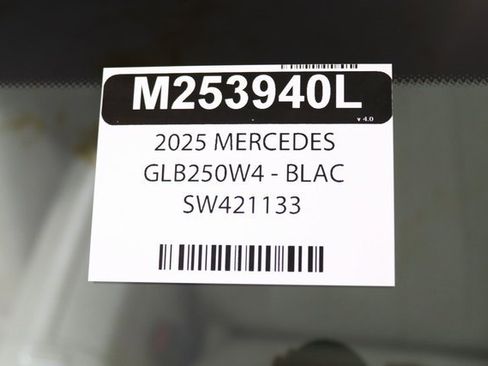 M253940L
v 4.0
2025 MERCEDES
GLB250W4 - BLAC
SW421133